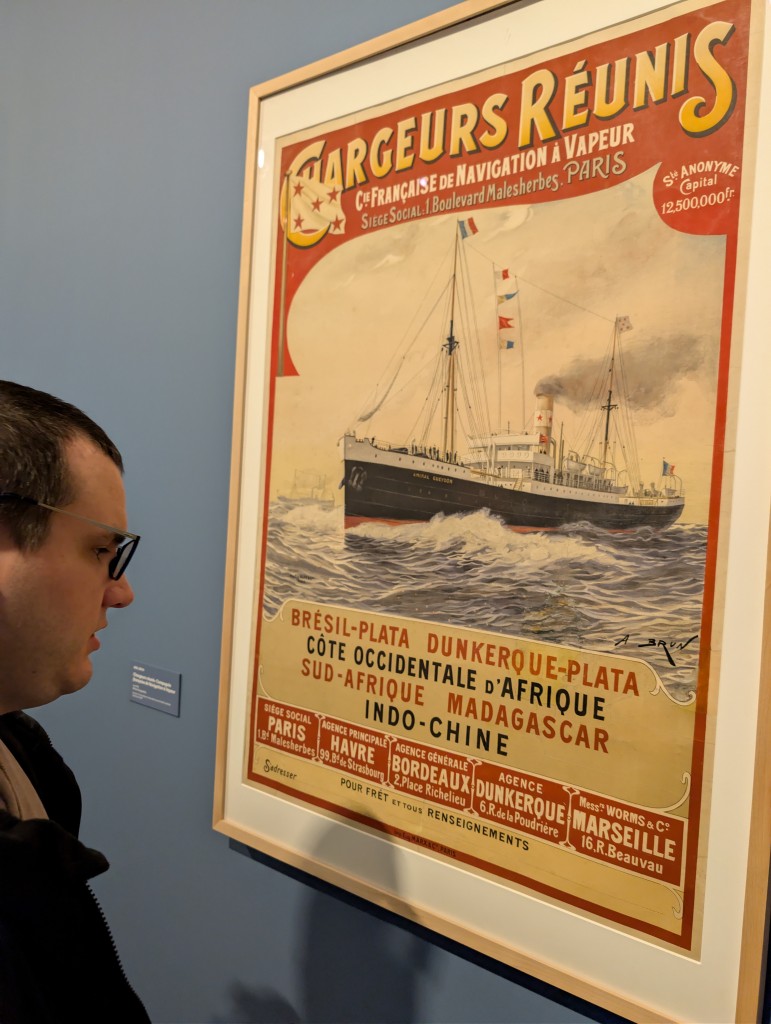 CHARGEURS RÉUNIS
CIE FRANÇAISE DE NAVIGATION À VAPEUR
SIEGE SOCIAL: 1, Boulevard Malesherbes. PARIS
Sté ANONYME
Capital
12,500.000fr.
A BRUN
BRÉSIL-PLATA DUNKERQUE-PLATA
CÔTE OCCIDENTALE D'AFRIQUE
SUD-AFRIQUE MADAGASCAR
INDO-CHINE
SIÉGE SOCIAL
PARIS
1, Bd Malesherbes
AGENCE PRINCIPALE
HAVRE
99, Bd de Strasbourg
AGENCE GÉNÉRALE
BORDEAUX
2, Place Richelieu
AGENCE
DUNKERQUE
6, R. de la Poudrière
Messrs WORMS & Co
MARSEILLE
16, R. Beauvau
Sadresser
POUR FRÊT ET TOUS RENSEIGNEMENTS